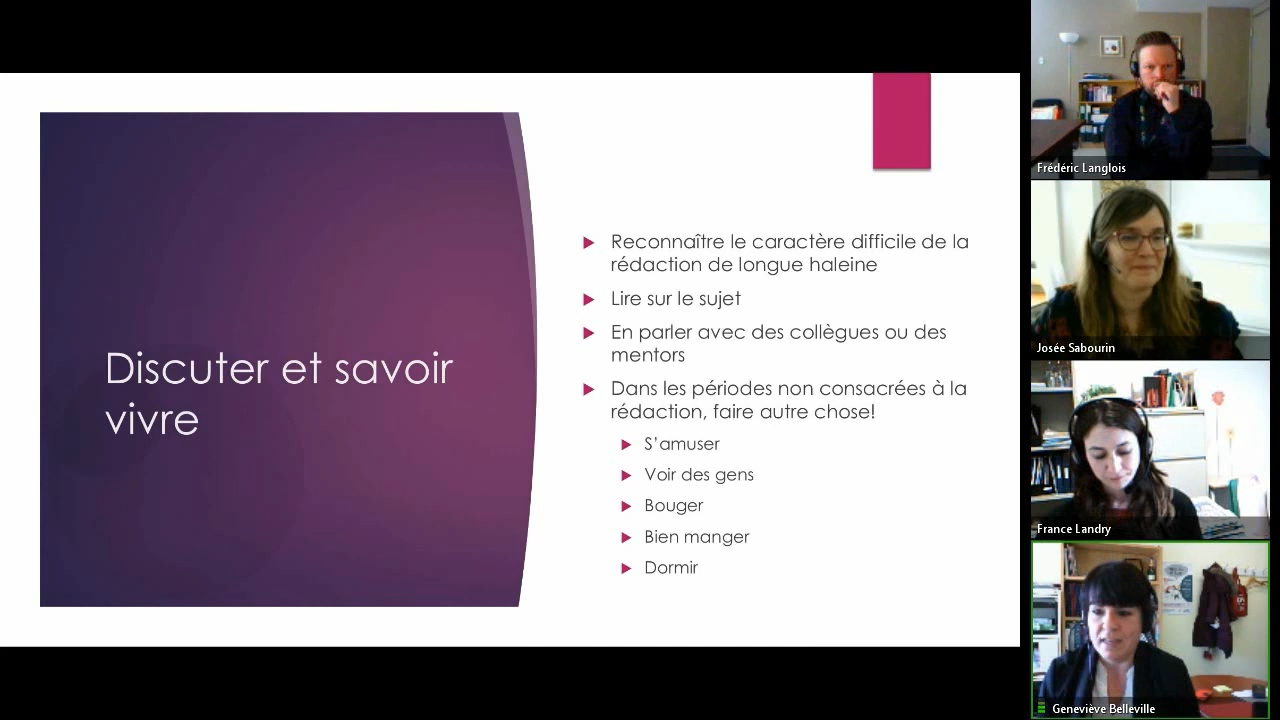 Discuter et savoir
vivre
Reconnaître le caractère difficile de la
rédaction de longue haleine
Lire sur le sujet
En parler avec des collègues ou des
mentors
Dans les périodes non consacrées à la
rédaction, faire autre chose!
S'amuser
Voir des gens
Bouger
Bien manger
Dormir
Frédéric Langlois
Josée Sabourin
France Landry
Geneviève Belleville